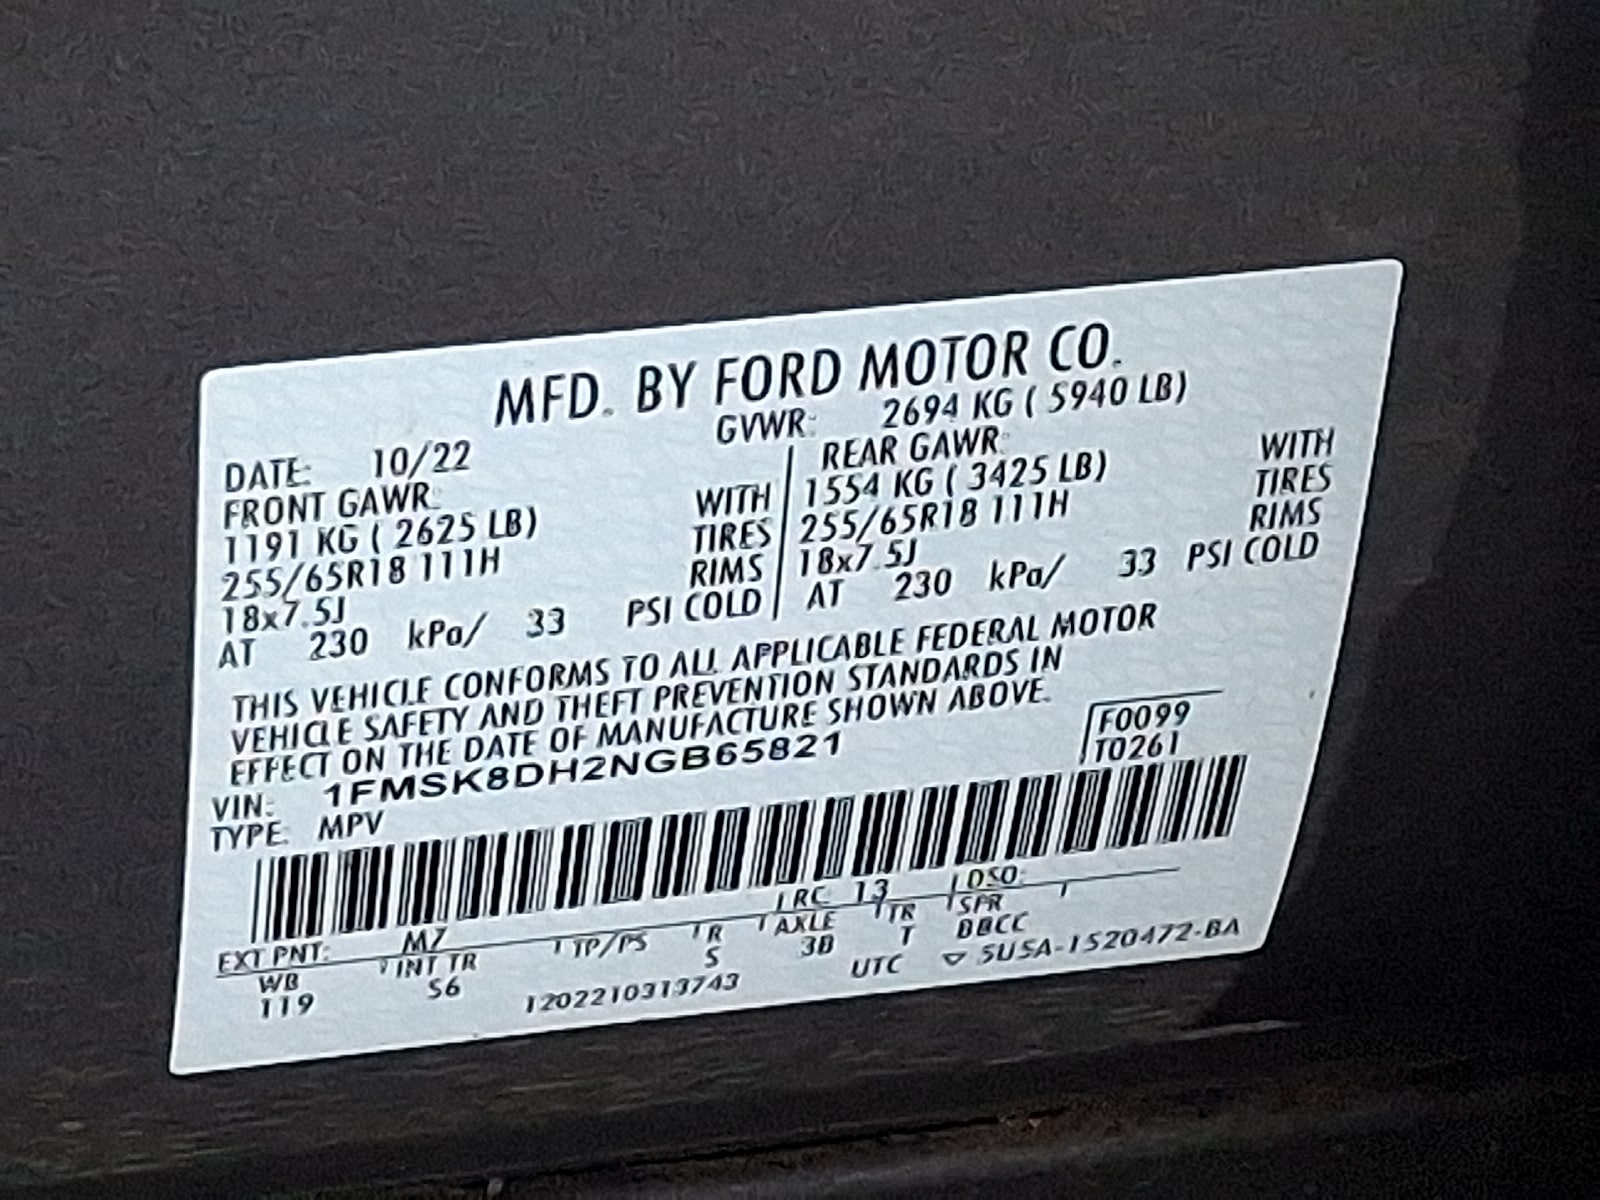 MFD. BY FORD MOTOR CO.
DATE: 10/22 GVWR: 2694 KG ( 5940 LB)
FRONT GAWR: WITH
1191 KG ( 2625 LB) TIRES
255/65R18 111H RIMS
18x7.5J
AT 230 kPa/ 33 PSI COLD
REAR GAWR: WITH
1554 KG ( 3425 LB) TIRES
255/65R18 111H RIMS
18x7.5J
AT 230 kPa/ 33 PSI COLD
THIS VEHICLE CONFORMS TO ALL APPLICABLE FEDERAL MOTOR
VEHICLE SAFETY AND THEFT PREVENTION STANDARDS IN
EFFECT ON THE DATE OF MANUFACTURE SHOWN ABOVE.
VIN: 1FMSK8DH2NGB65821
TYPE: MPV
F0099
T0261
EXT PNT: M7 RC 13 DSO:
WB INT TR TP/PS R AXLE TR SPR
119 S6 S 3B T DBCC
1202210313743 UTC ▽ 5U5A-1520472-BA